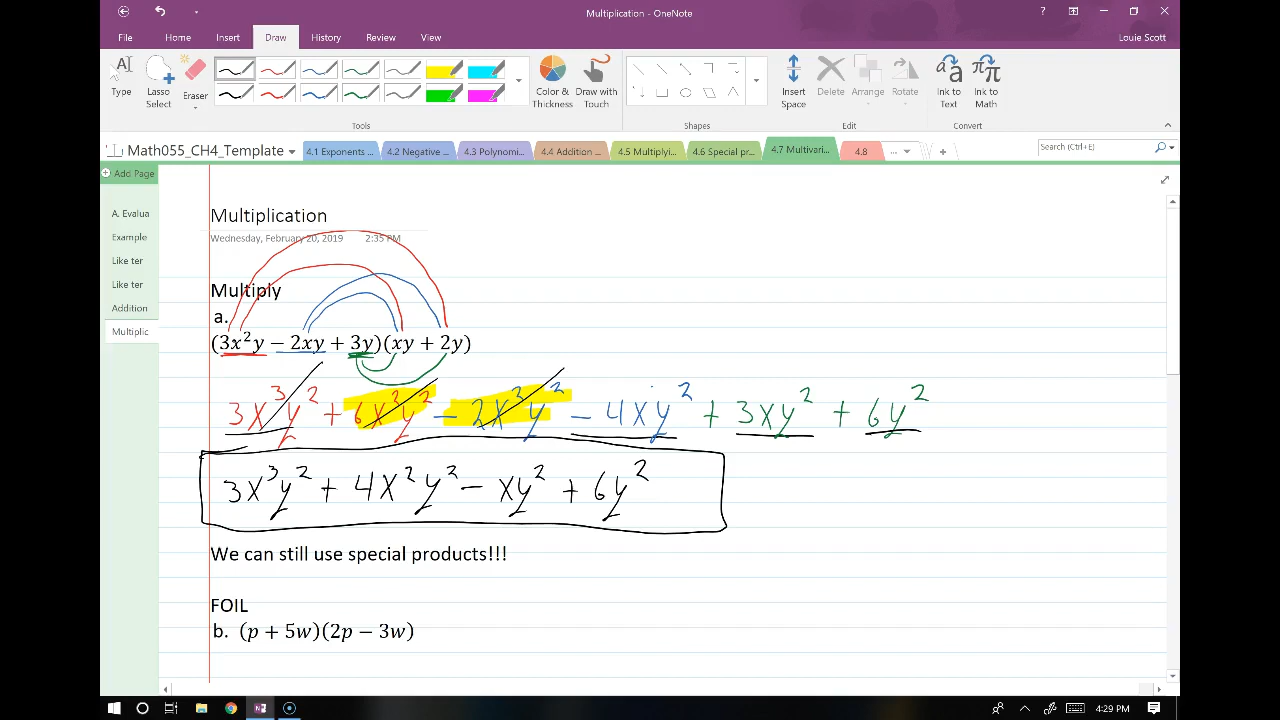 Multiplication - OneNote
?
File Home Insert Draw History Review View
Louie Scott
Type
Lasso Select
Eraser
Color & Thickness
Draw with Touch
Insert Space
Delete
Arrange
Rotate
Ink to Text
Ink to Math
Tools Shapes Edit Convert
Math055_CH4_Template
4.1 Exponents ... 4.2 Negative ... 4.3 Polynomi... 4.4 Addition ... 4.5 Multiplyi... 4.6 Special pr... 4.7 Multivari... 4.8 ...
Search (Ctrl+E)
Add Page
A. Evalua
Example
Like ter
Like ter
Addition
Multiplic
Multiplication
Wednesday, February 20, 2019 2:35 PM
Multiply
a.
(3x²y − 2xy + 3y)(xy + 2y)
3x³y² + 6x²y² − 2x²y² − 4xy² + 3xy² + 6y²
3x³y² + 4x²y² − xy² + 6y²
We can still use special products!!!
FOIL
b. (p + 5w)(2p − 3w)
4:29 PM